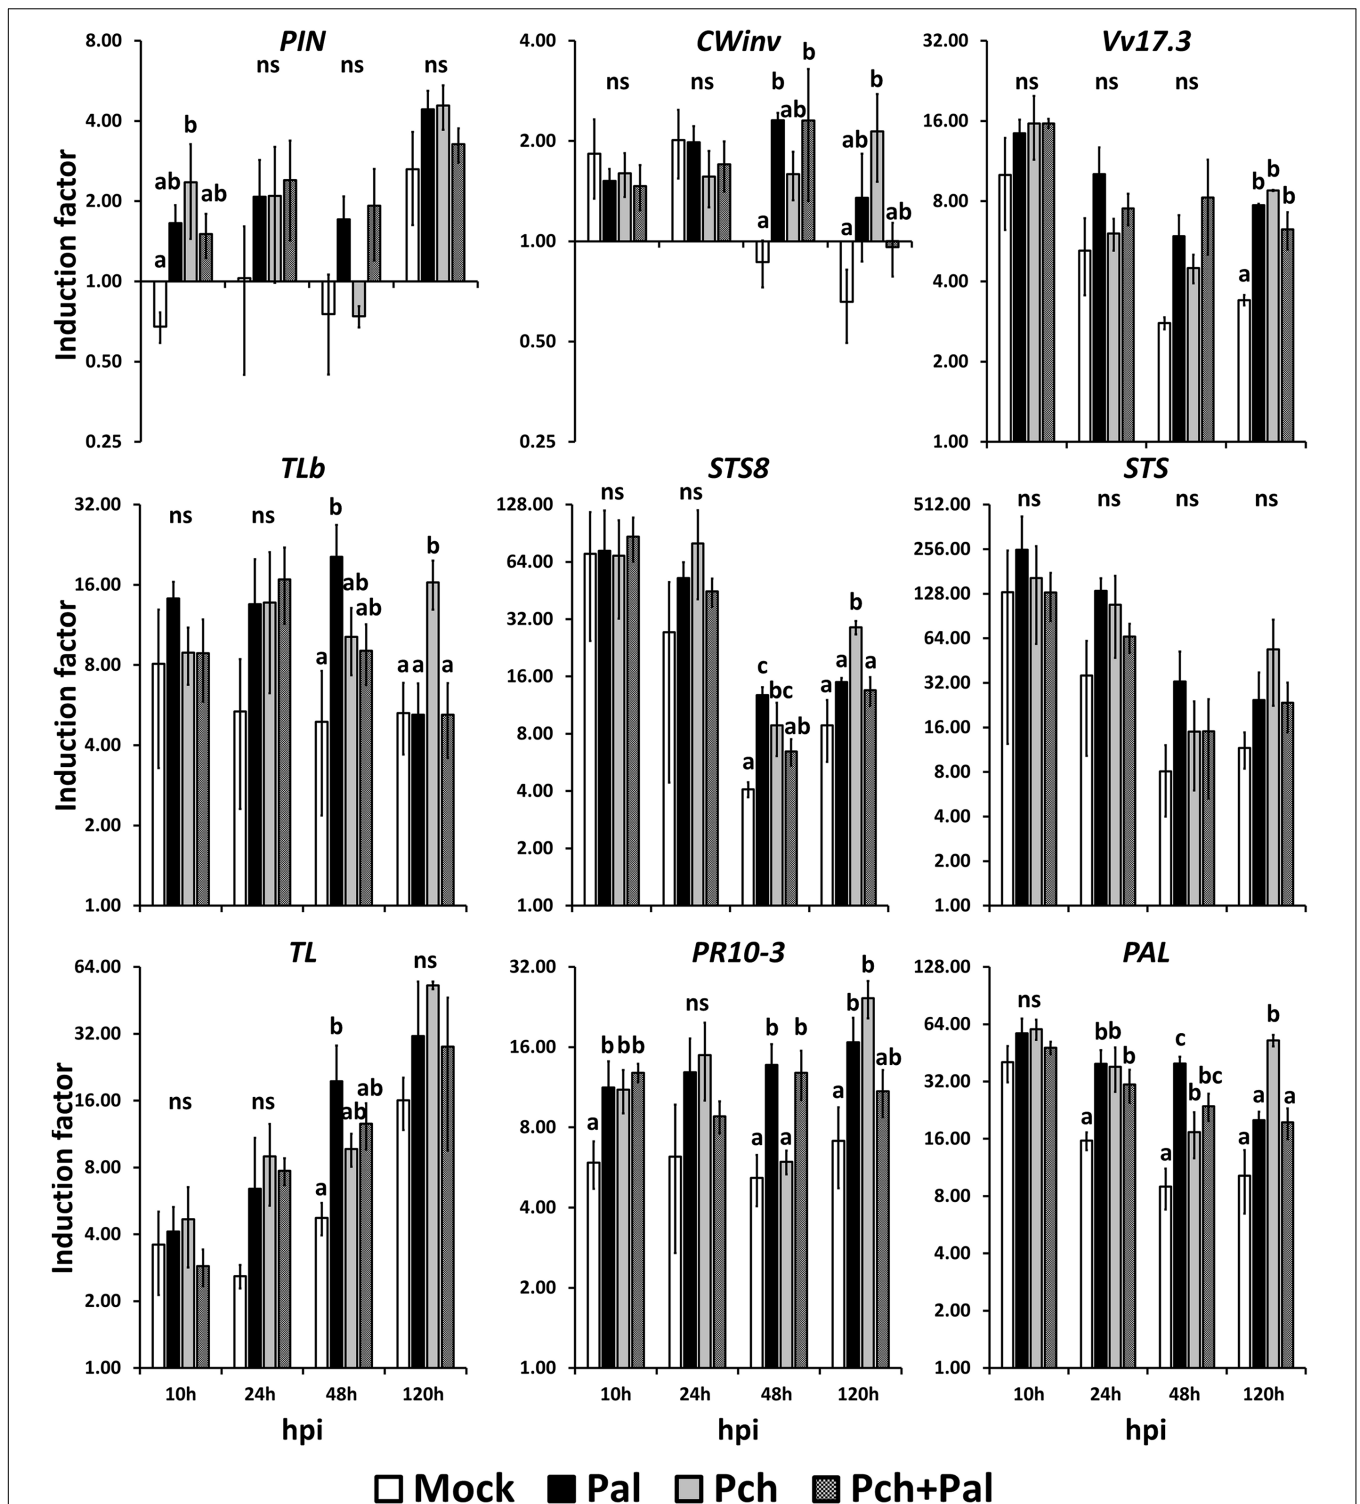 PIN
CWinv
Vv17.3
Induction factor
8.00
4.00
2.00
1.00
0.50
0.25
a
ab
b
ab
ns
ns
ns
4.00
2.00
1.00
0.50
0.25
ns
ns
a
b
ab
b
a
ab
b
ab
32.00
16.00
8.00
4.00
2.00
1.00
ns
ns
ns
a
b
b
b
TLb
STS8
STS
Induction factor
32.00
16.00
8.00
4.00
2.00
1.00
ns
ns
a
b
ab
ab
a
a
b
a
128.00
64.00
32.00
16.00
8.00
4.00
2.00
1.00
ns
ns
a
c
bc
ab
a
a
b
a
512.00
256.00
128.00
64.00
32.00
16.00
8.00
4.00
2.00
1.00
ns
ns
ns
ns
TL
PR10-3
PAL
Induction factor
64.00
32.00
16.00
8.00
4.00
2.00
1.00
ns
ns
a
b
ab
ab
ns
10h
24h
48h
120h
hpi
32.00
16.00
8.00
4.00
2.00
1.00
a
b
b
b
ns
a
b
a
b
a
b
b
ab
10h
24h
48h
120h
hpi
128.00
64.00
32.00
16.00
8.00
4.00
2.00
1.00
ns
a
b
b
b
a
c
b
bc
a
a
b
a
10h
24h
48h
120h
hpi
Mock Pal Pch Pch+Pal